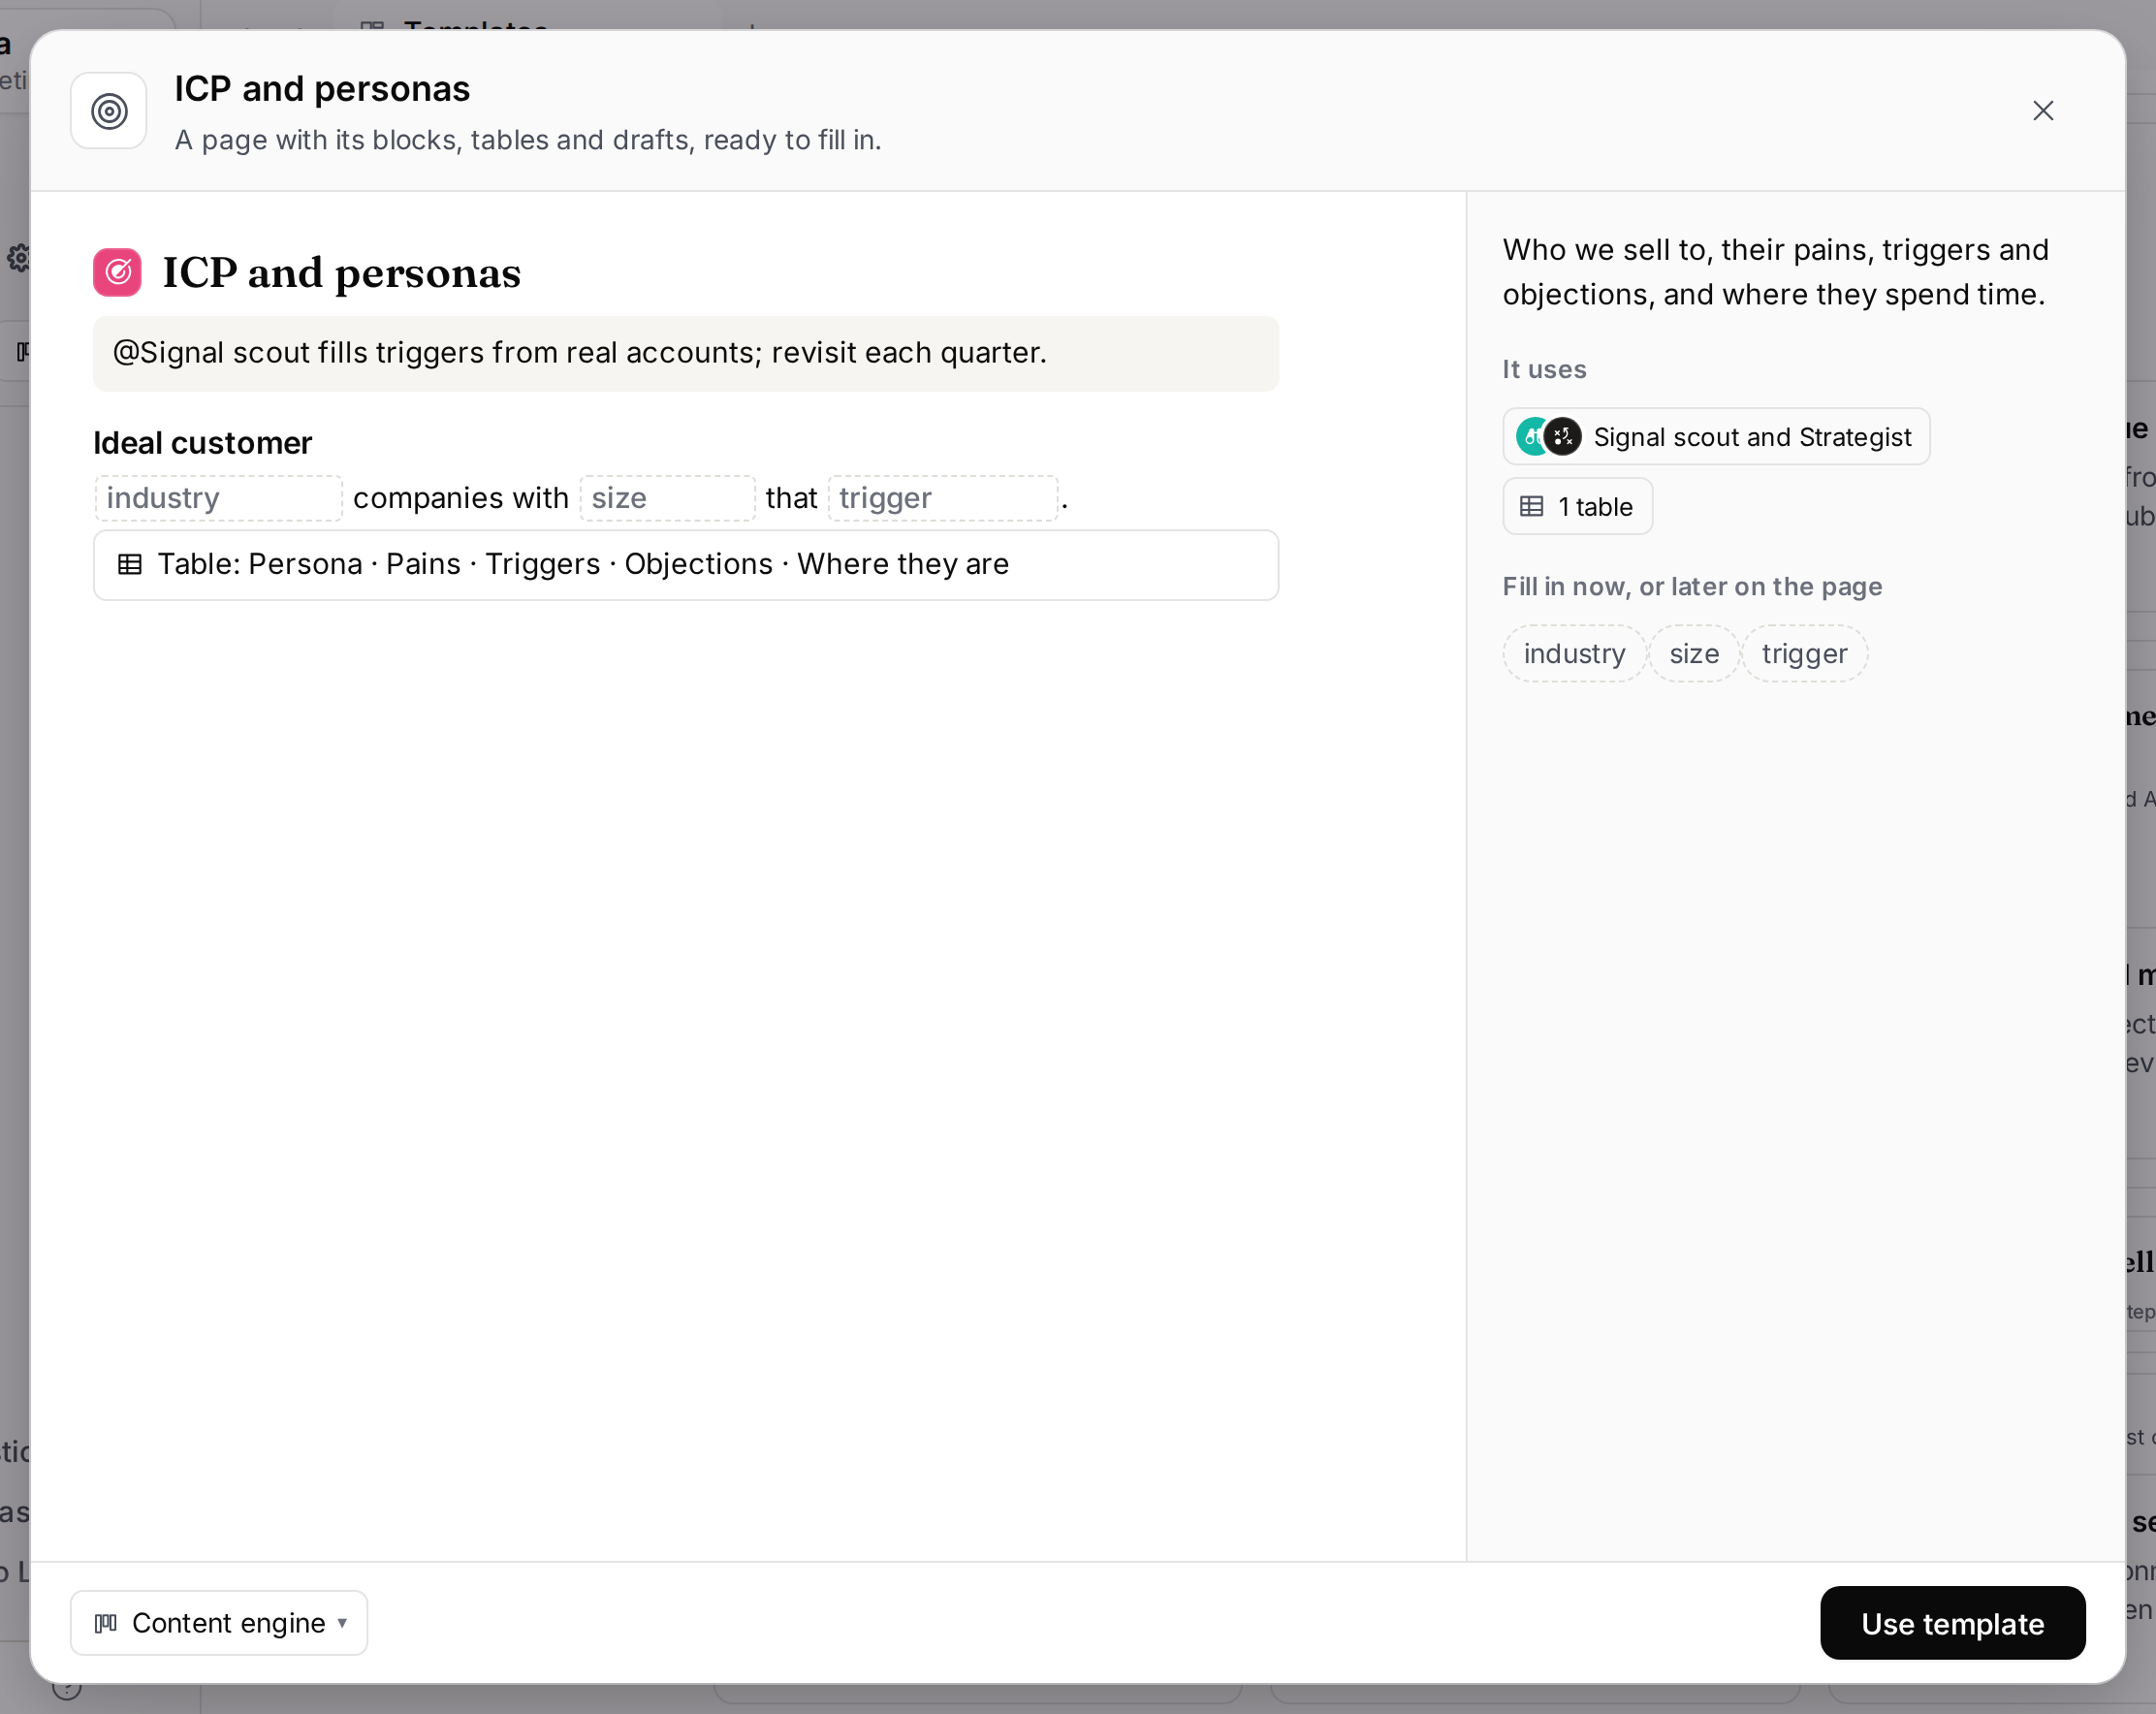 Templates
ICP and personas
A page with its blocks, tables and drafts, ready to fill in.
ICP and personas
@Signal scout fills triggers from real accounts; revisit each quarter.
Ideal customer
industry companies with size that trigger.
Table: Persona · Pains · Triggers · Objections · Where they are
Who we sell to, their pains, triggers and
objections, and where they spend time.
It uses
Signal scout and Strategist
1 table
Fill in now, or later on the page
industry size trigger
Content engine
Use template